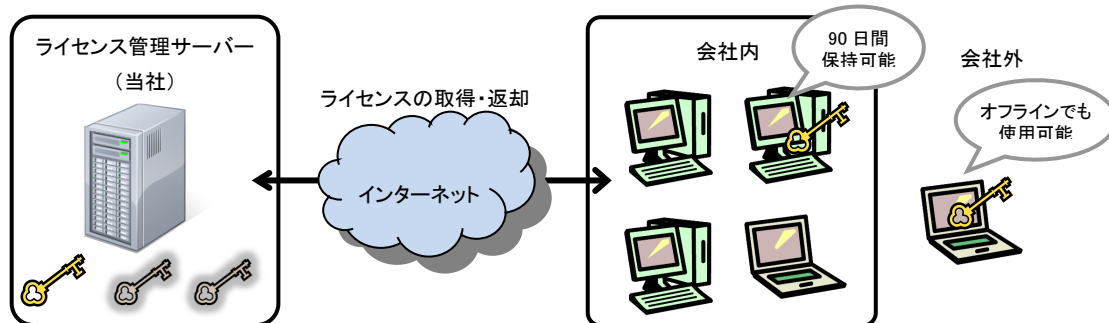 ライセンス管理サーバー
(当社)
ライセンスの取得・返却
インターネット
会社内
90 日間
保持可能
会社外
オフラインでも
使用可能